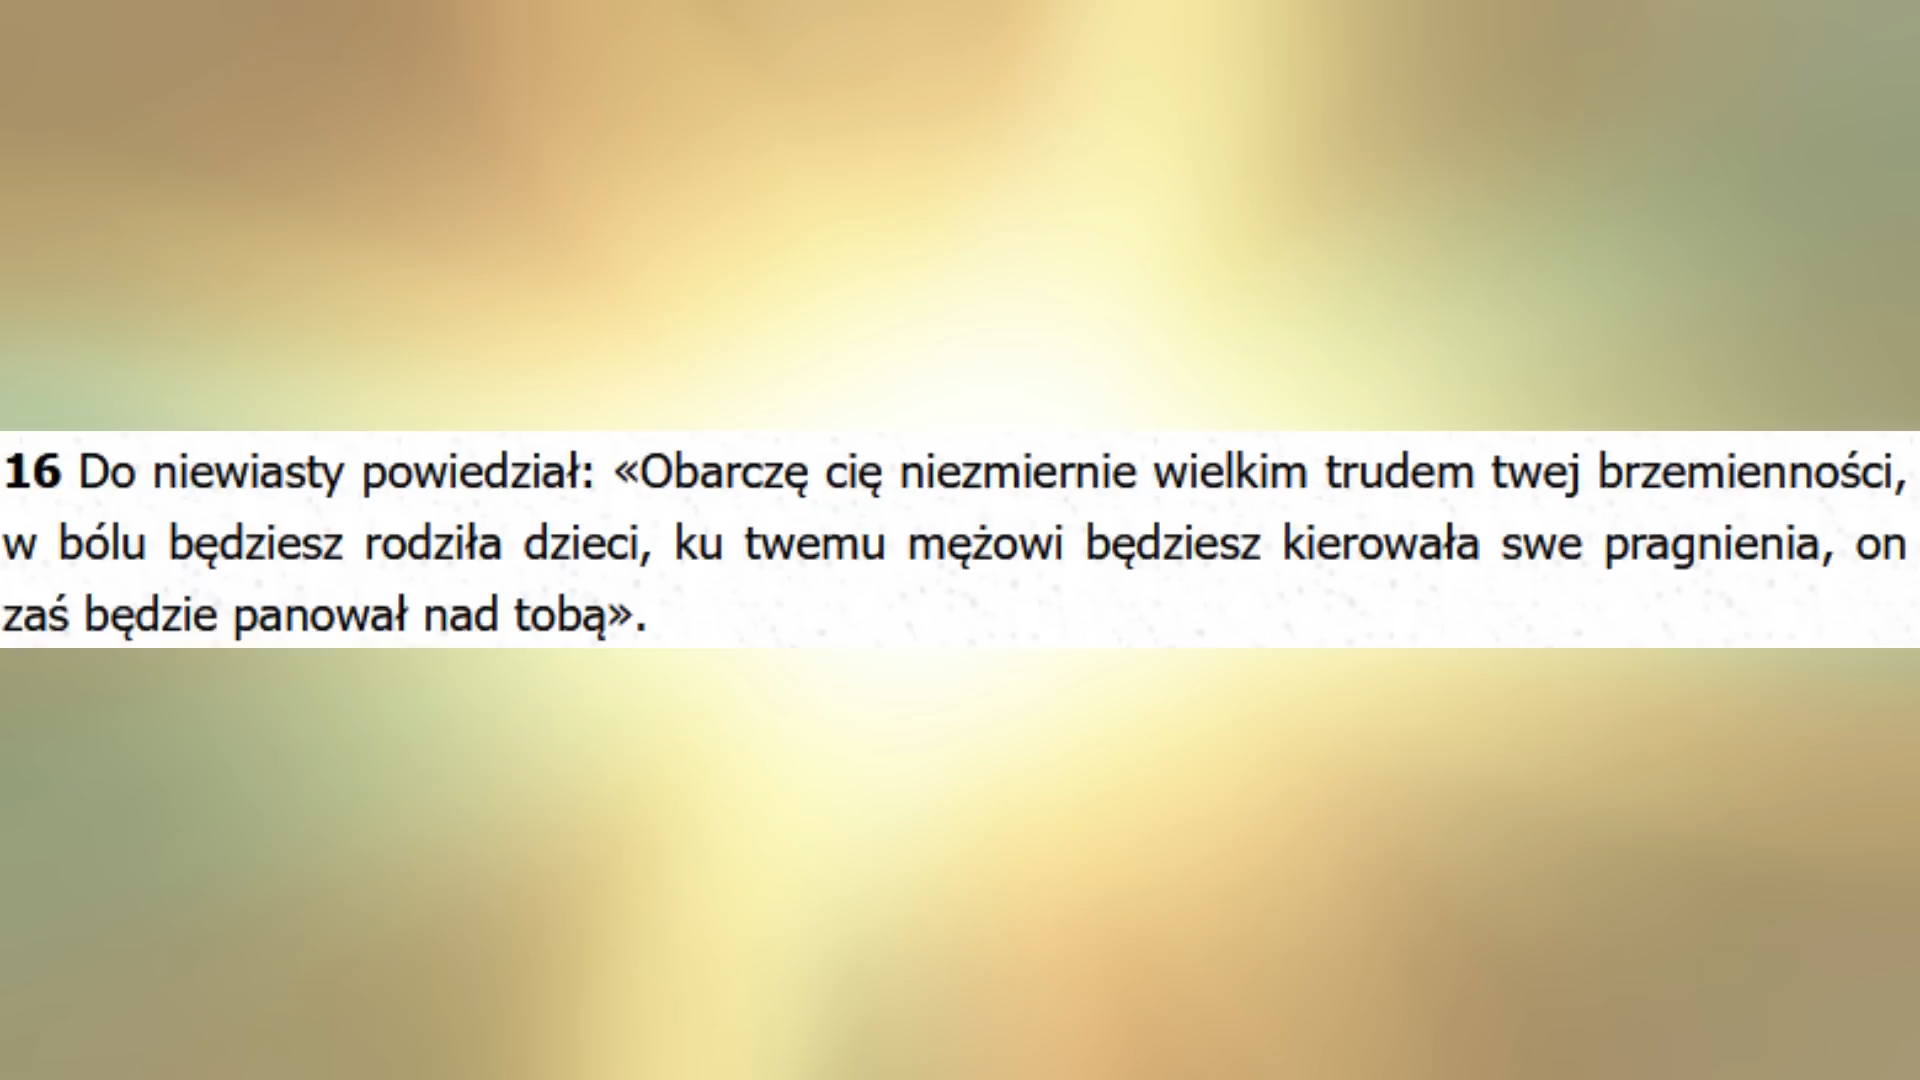 16 Do niewiasty powiedział: «Obarczę cię niezmiernie wielkim trudem twej brzemienności,
w bólu będziesz rodziła dzieci, ku twemu mężowi będziesz kierowała swe pragnienia, on
zaś będzie panował nad tobą».